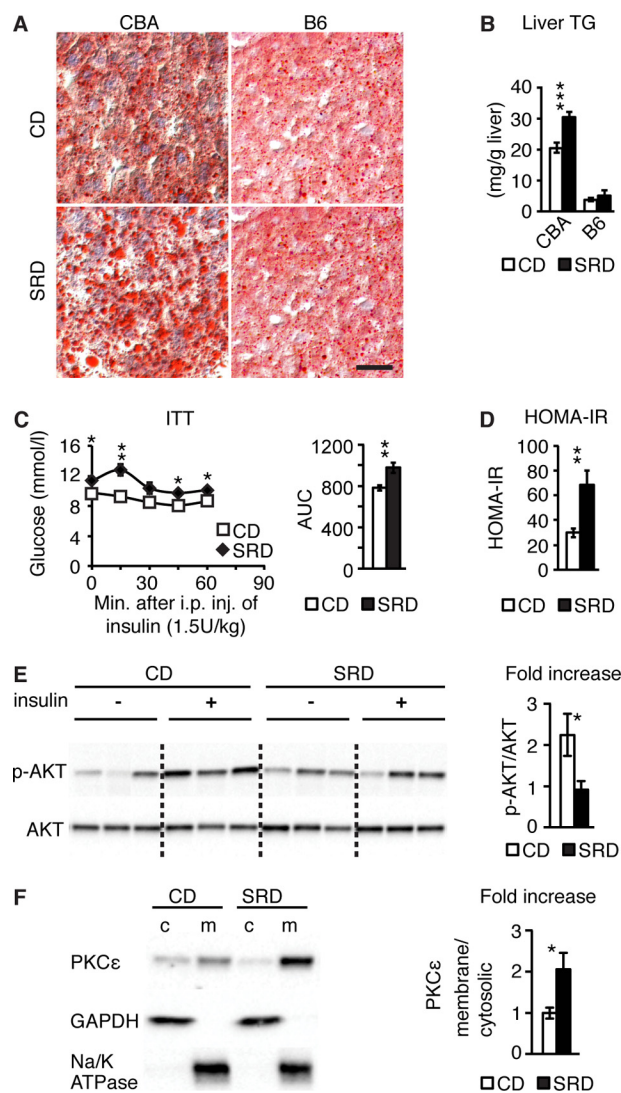 A
CBA
B6
CD
SRD
B
Liver TG
***
(mg/g liver)
40
30
20
10
0
CBA
B6
CD SRD
C
ITT
Glucose (mmol/l)
16
12
8
4
0
*
**
*
*
CD
SRD
0 30 60 90
Min. after i.p. inj. of
insulin (1.5U/kg)
AUC
1200
800
400
0
**
CD SRD
D
HOMA-IR
HOMA-IR
100
80
60
40
20
0
**
CD SRD
E
CD SRD
insulin - + - +
p-AKT
AKT
Fold increase
p-AKT/AKT
3
2
1
0
*
CD SRD
F
CD SRD
c m c m
PKCε
GAPDH
Na/K
ATPase
Fold increase
PKCε
membrane/
cytosolic
3
2
1
0
*
CD SRD